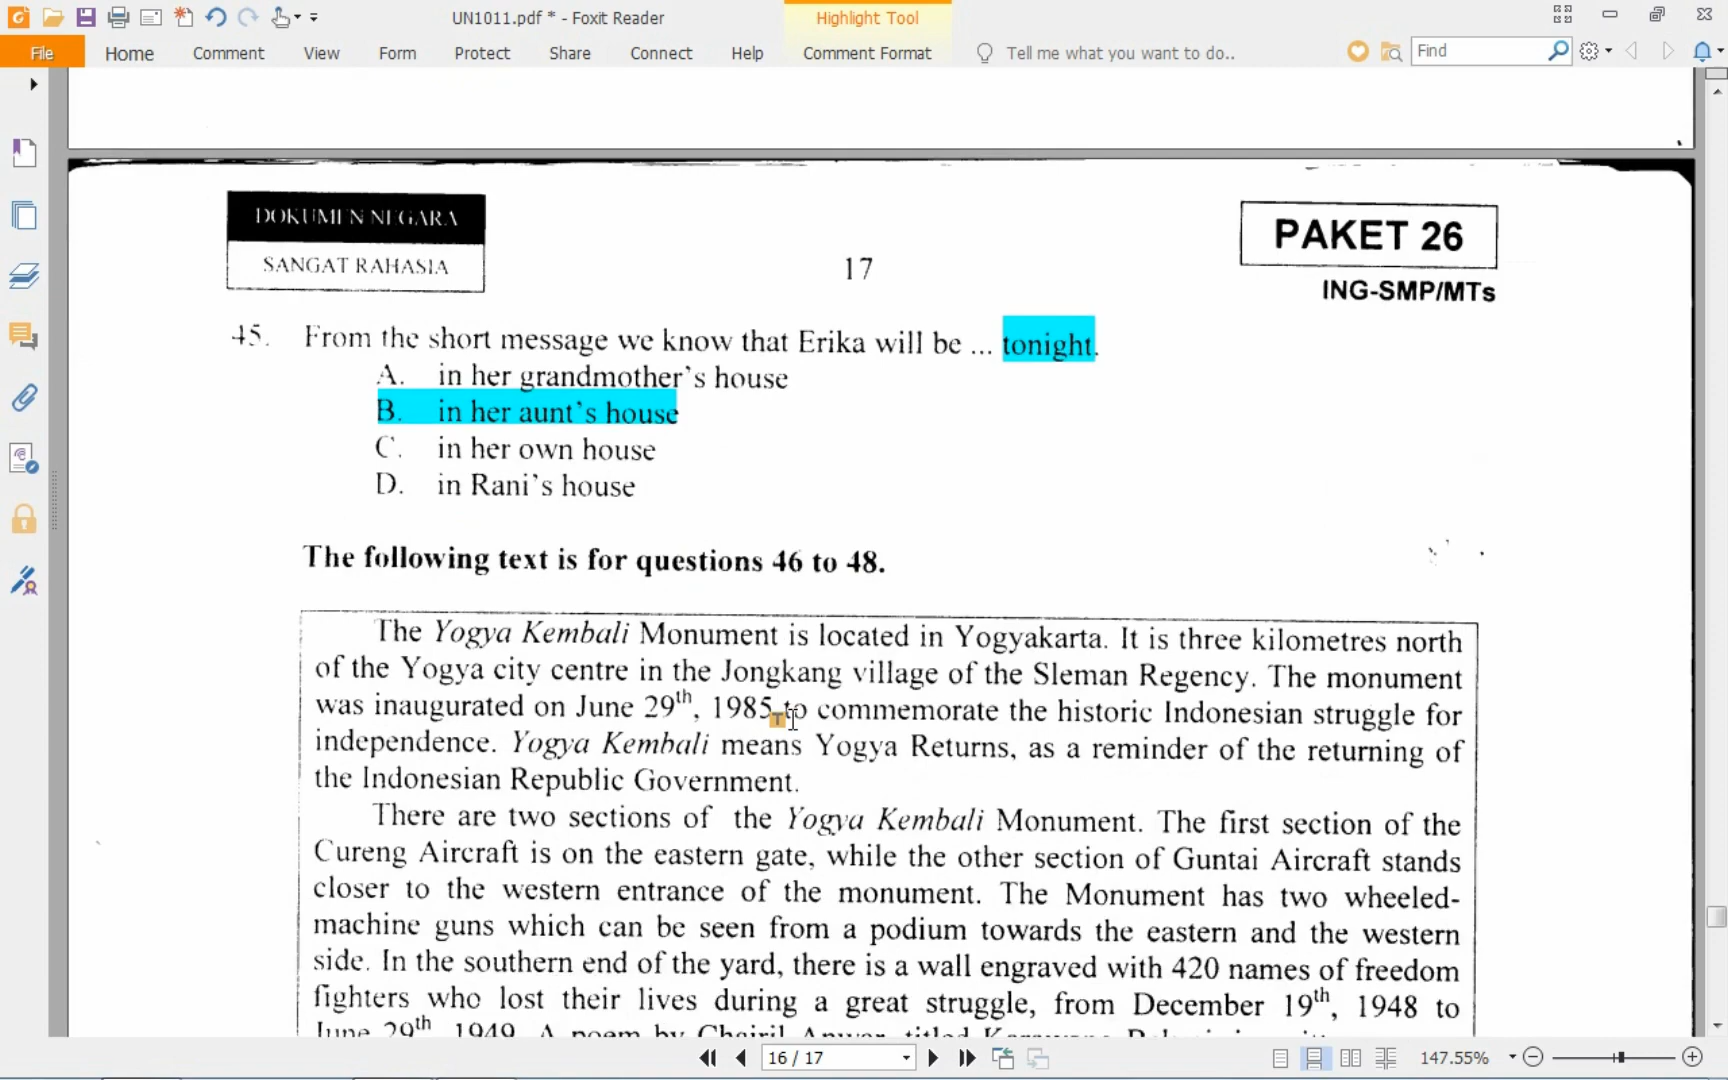 UN1011.pdf * - Foxit Reader
Highlight Tool
File Home Comment View Form Protect Share Connect Help Comment Format Tell me what you want to do.. Find
DOKUMEN NEGARA
SANGAT RAHASIA
17
PAKET 26
ING-SMP/MTs
45. From the short message we know that Erika will be ... tonight.
A. in her grandmother's house
B. in her aunt's house
C. in her own house
D. in Rani's house
The following text is for questions 46 to 48.
The Yogya Kembali Monument is located in Yogyakarta. It is three kilometres north
of the Yogya city centre in the Jongkang village of the Sleman Regency. The monument
was inaugurated on June 29th, 1985 to commemorate the historic Indonesian struggle for
independence. Yogya Kembali means Yogya Returns, as a reminder of the returning of
the Indonesian Republic Government.
There are two sections of the Yogya Kembali Monument. The first section of the
Cureng Aircraft is on the eastern gate, while the other section of Guntai Aircraft stands
closer to the western entrance of the monument. The Monument has two wheeled-
machine guns which can be seen from a podium towards the eastern and the western
side. In the southern end of the yard, there is a wall engraved with 420 names of freedom
fighters who lost their lives during a great struggle, from December 19th, 1948 to
June 29th, 1949. A poem by Chairil Anwar titled
16 / 17
147.55%